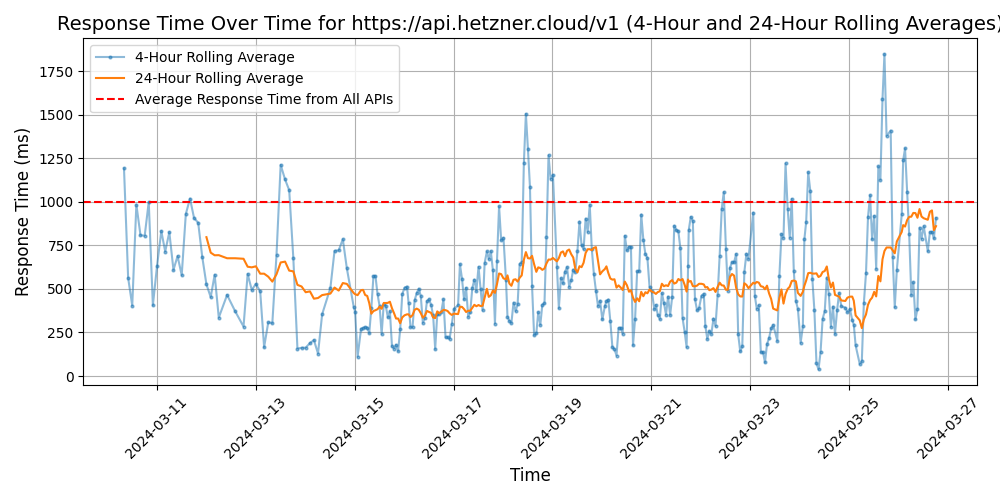 Response Time Over Time for https://api.hetzner.cloud/v1 (4-Hour and 24-Hour Rolling Averages)
4-Hour Rolling Average
24-Hour Rolling Average
Average Response Time from All APIs
Response Time (ms)
1750
1500
1250
1000
750
500
250
0
2024-03-11
2024-03-13
2024-03-15
2024-03-17
2024-03-19
2024-03-21
2024-03-23
2024-03-25
2024-03-27
Time